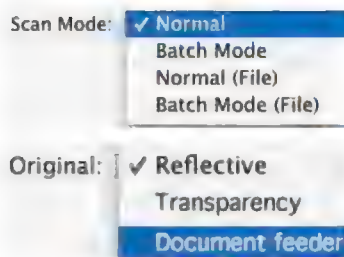 Scan Mode: ✓ Normal
Batch Mode
Normal (File)
Batch Mode (File)
Original: ✓ Reflective
Transparency
Document feeder